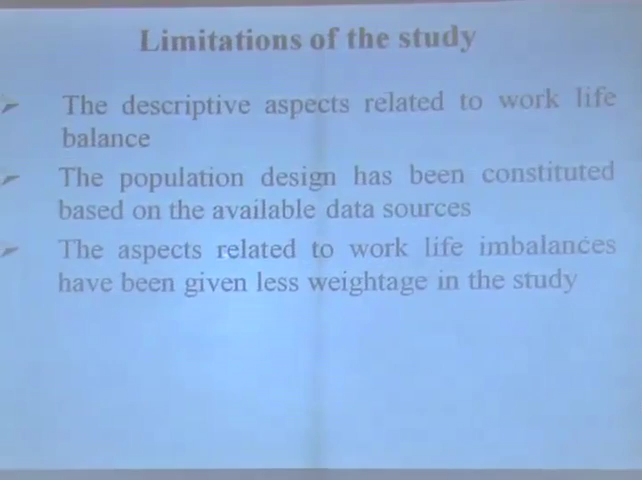 Limitations of the study
The descriptive aspects related to work life
balance
The population design has been constituted
based on the available data sources
The aspects related to work life imbalances
have been given less weightage in the study